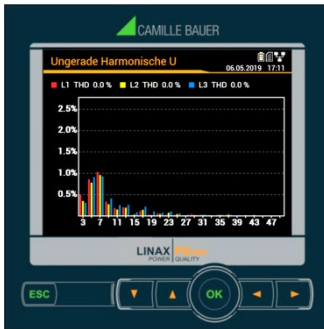 CAMILLE BAUER
Ungerade Harmonische U
06.05.2019 17:11
L1 THD 0.0 % L2 THD 0.0 % L3 THD 0.0 %
2.5%
2.0%
1.5%
1.0%
0.5%
3 7 11 15 19 23 27 31 35 39 43 47
LINAX
POWER QUALITY
ESC
OK